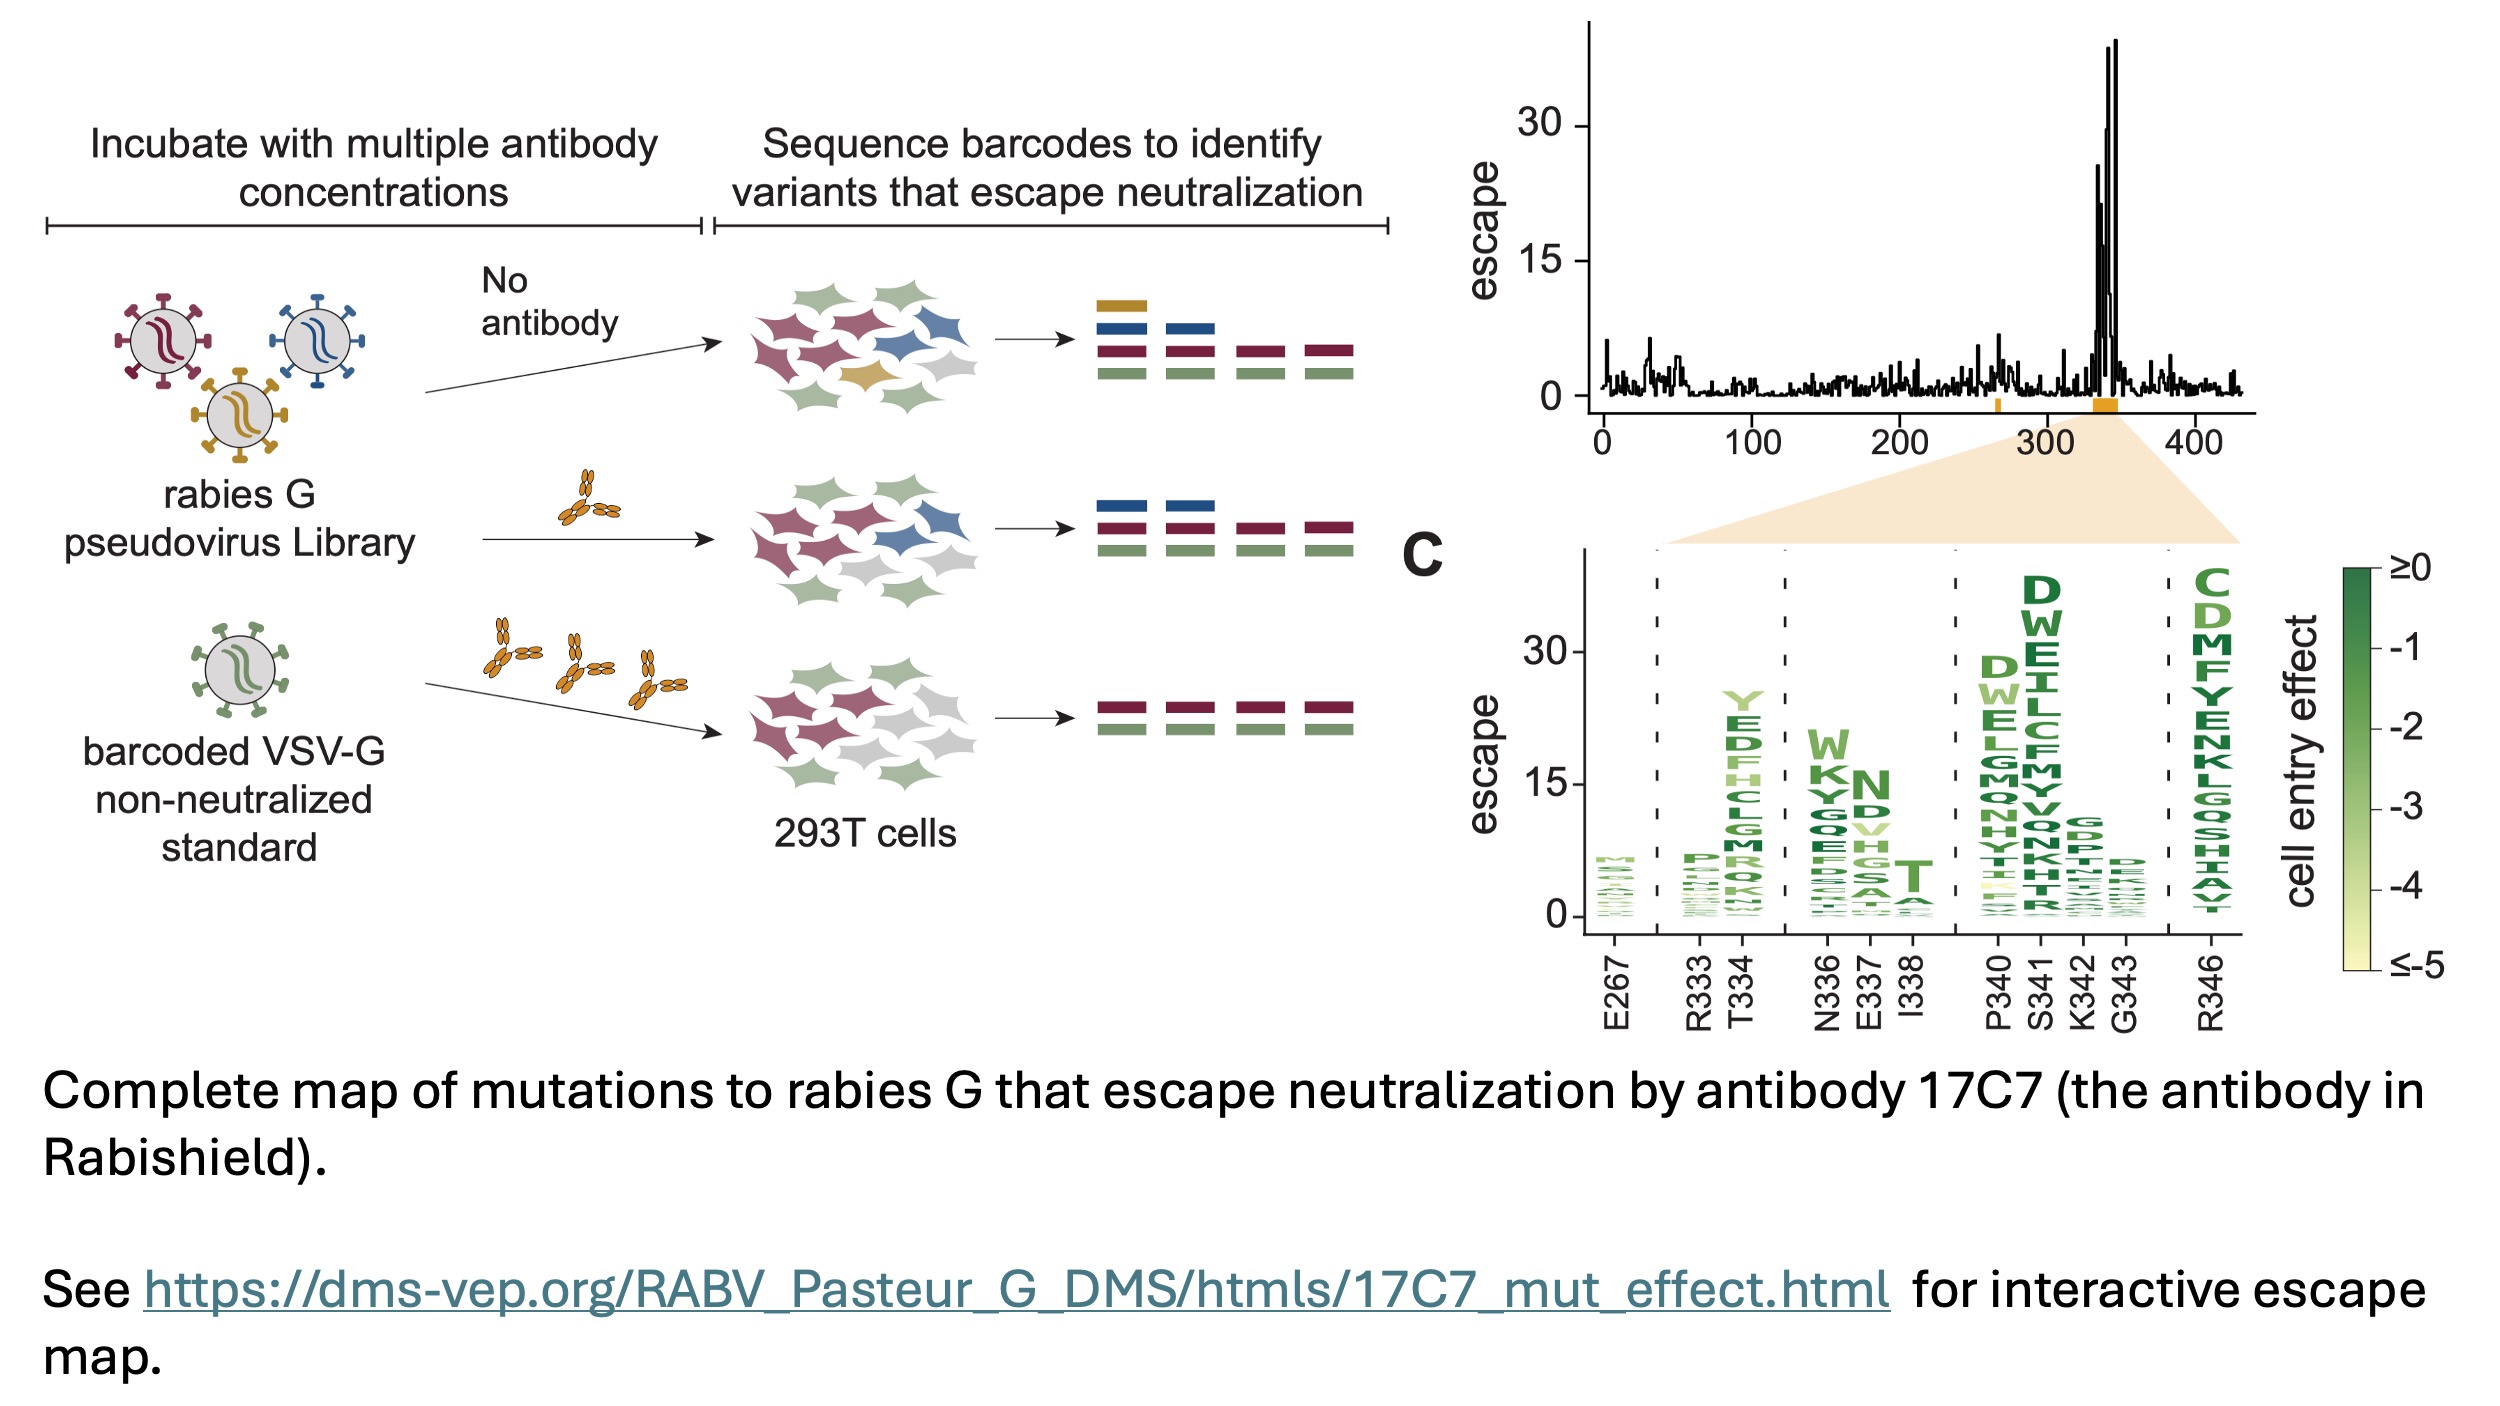 Incubate with multiple antibody
concentrations
Sequence barcodes to identify
variants that escape neutralization
No
antibody
rabies G
pseudovirus Library
barcoded VSV-G
non-neutralized
standard
293T cells
escape
30
15
0
0 100 200 300 400
C
escape
30
15
0
Y
E
D
F
H
C
L
G
M
R
Q
K
N
W
K
Y
G
Q
E
F
N
D
V
H
G
S
A
T
T
A
D
W
E
L
G
M
Q
N
H
Y
D
W
E
I
L
C
F
M
Y
V
Q
N
K
H
T
R
G
D
P
C
D
M
F
Y
E
N
K
L
G
Q
S
H
I
A
V
T
E267 R333 T334 N336 E337 I338 P340 S341 K342 G343 R346
cell entry effect
≥0
-1
-2
-3
-4
≤-5
Complete map of mutations to rabies G that escape neutralization by antibody 17C7 (the antibody in
Rabishield).
See https://dms-vep.org/RABV_Pasteur_G_DMS/htmls/17C7_mut_effect.html for interactive escape
map.